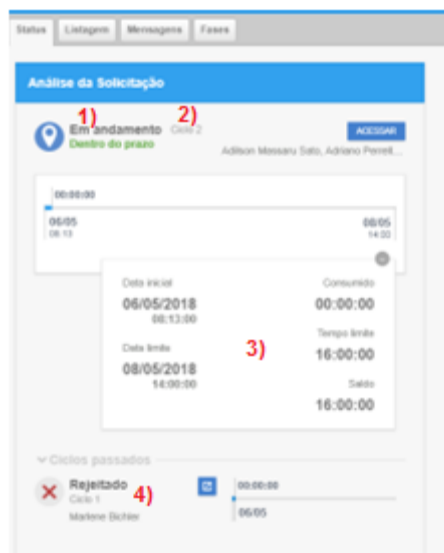 Status Listagem Mensagens Fases
Análise da Solicitação
1) 2)
Em andamento Ciclo 2 ACESSAR
Dentro do prazo Adilson Massaru Sato, Adriano Perreit...
00:00:00
06/05 08/05
08:13 14:00
Data inicial Consumido
06/05/2018 00:00:00
08:13:00
Tempo limite
Data limite 3) 16:00:00
08/05/2018
14:00:00 Saldo
16:00:00
Ciclos passados
Rejeitado 00:00:00
Ciclo 1 4)
Marlene Bichler 06/05